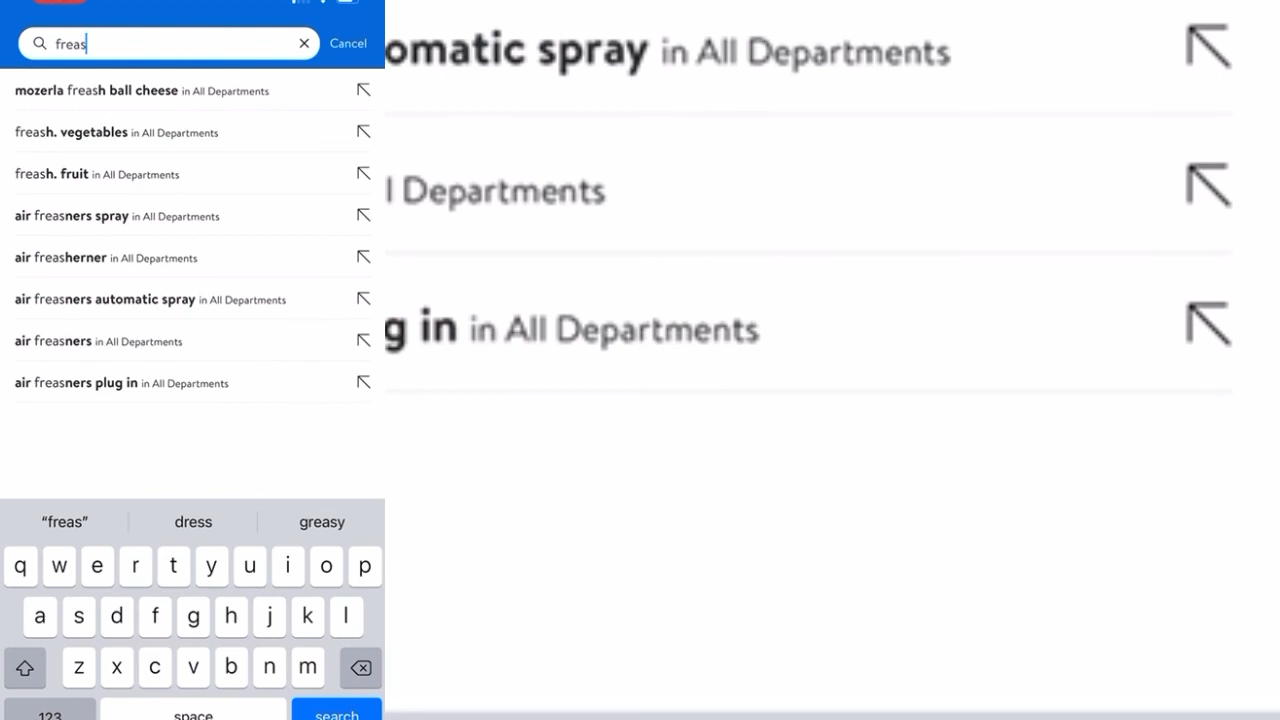 freas
Cancel
mozerla freash ball cheese in All Departments
freash. vegetables in All Departments
freash. fruit in All Departments
air freasners spray in All Departments
air freasherner in All Departments
air freasners automatic spray in All Departments
air freasners in All Departments
air freasners plug in in All Departments
"freas" dress greasy
q w e r t y u i o p
a s d f g h j k l
z x c v b n m
123 space search
omatic spray in All Departments
l Departments
g in in All Departments